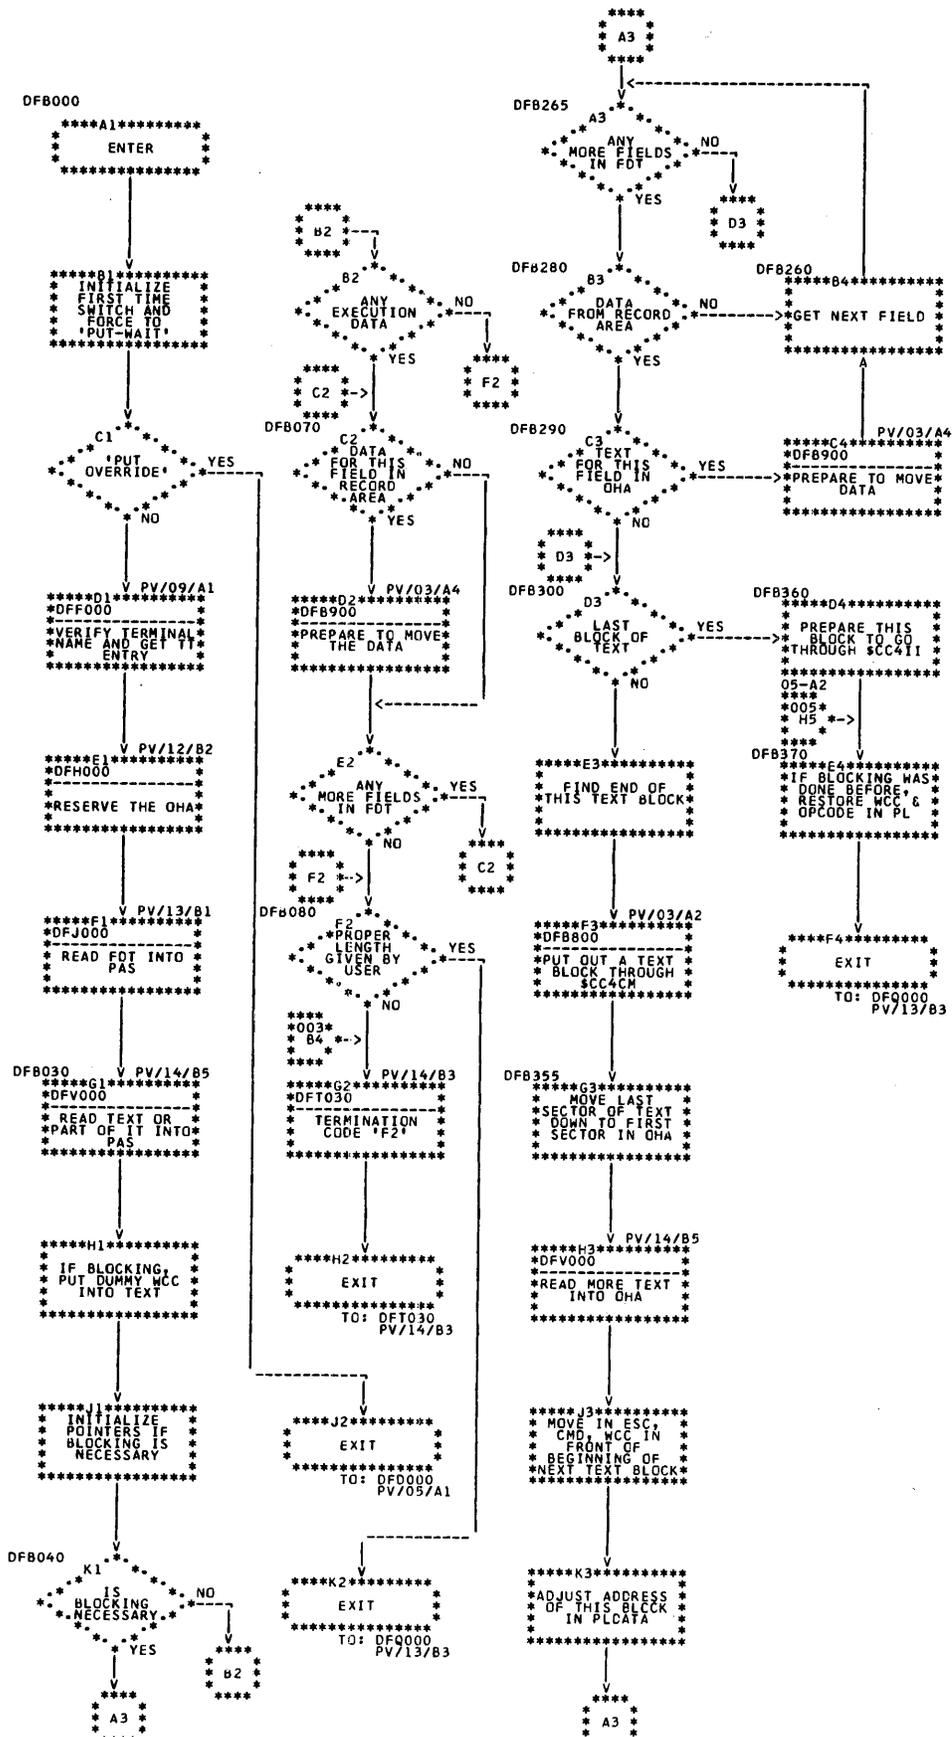 DFB000
A1
ENTER
B1
INITIALIZE
FIRST TIME
SWITCH AND
FORCE TO
'PUT-WAIT'
C1
'PUT
OVERRIDE'
YES
NO
PV/09/A1
D1
DFF000
VERIFY TERMINAL
NAME AND GET TT
ENTRY
PV/12/B2
E1
DFH000
RESERVE THE OHA
PV/13/B1
F1
DFJ000
READ FDT INTO
PAS
DFB030
PV/14/B5
G1
DFV000
READ TEXT OR
PART OF IT INTO
PAS
H1
IF BLOCKING,
PUT DUMMY WCC
INTO TEXT
J1
INITIALIZE
POINTERS IF
BLOCKING IS
NECESSARY
DFB040
K1
IS
BLOCKING
NECESSARY
NO
YES
B2
A3
B2
B2
ANY
EXECUTION
DATA
NO
YES
F2
C2
DFB070
C2
DATA
FOR THIS
FIELD IN
RECORD
AREA
NO
YES
PV/03/A4
D2
DFB900
PREPARE TO MOVE
THE DATA
E2
ANY
MORE FIELDS
IN FDT
YES
NO
C2
F2
DFB080
F2
PROPER
LENGTH
GIVEN BY
USER
YES
NO
003
B4
PV/14/B3
G2
DFT030
TERMINATION
CODE 'F2'
H2
EXIT
TO: DFT030
PV/14/B3
J2
EXIT
TO: DFD000
PV/05/A1
K2
EXIT
TO: DFQ000
PV/13/B3
A3
DFB265
A3
ANY
MORE FIELDS
IN FDT
NO
YES
D3
DFB280
B3
DATA
FROM RECORD
AREA
NO
YES
DFB260
B4
GET NEXT FIELD
DFB290
C3
TEXT
FOR THIS
FIELD IN
OHA
YES
NO
PV/03/A4
C4
DFB900
PREPARE TO MOVE
DATA
D3
DFB300
D3
LAST
BLOCK OF
TEXT
YES
NO
DFB360
D4
PREPARE THIS
BLOCK TO GO
THROUGH $CC4II
05-A2
005
H5
DFB370
E4
IF BLOCKING WAS
DONE BEFORE,
RESTORE WCC &
OPCODE IN PL
F4
EXIT
TO: DFQ000
PV/13/B3
E3
FIND END OF
THIS TEXT BLOCK
PV/03/A2
F3
DFB800
PUT OUT A TEXT
BLOCK THROUGH
$CC4CM
DFB355
G3
MOVE LAST
SECTOR OF TEXT
DOWN TO FIRST
SECTOR IN OHA
PV/14/B5
H3
DFV000
READ MORE TEXT
INTO OHA
J3
MOVE IN ESC,
CMD, WCC IN
FRONT OF
BEGINNING OF
NEXT TEXT BLOCK
K3
ADJUST ADDRESS
OF THIS BLOCK
IN PLDATA
A3